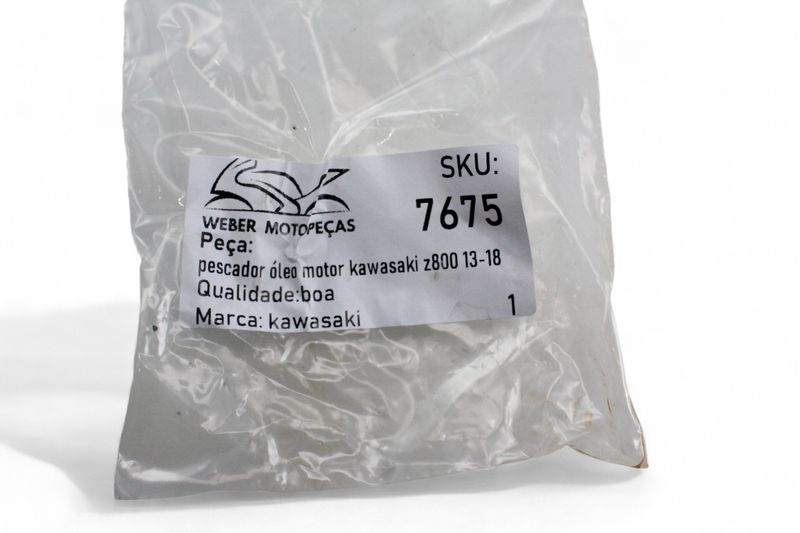 SKU:
7675
WEBER MOTOPEÇAS
Peça:
pescador óleo motor kawasaki z800 13-18
Qualidade:boa
Marca: kawasaki
1